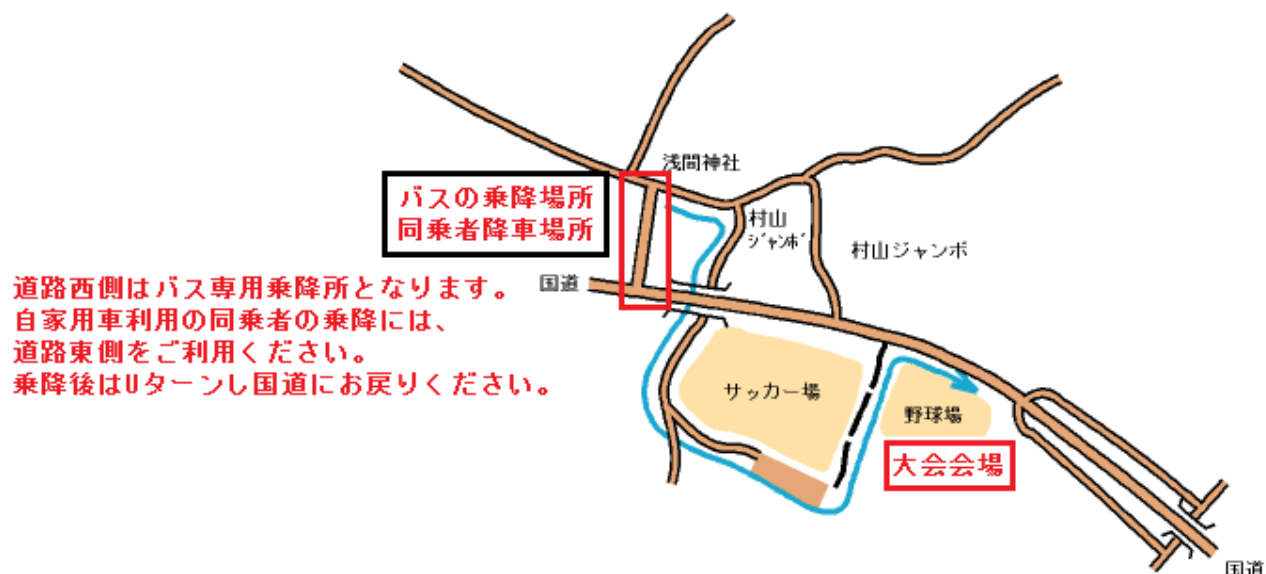 浅間神社
バスの乗降場所
同乗者降車場所
村山
ジャンボ
村山ジャンボ
国道
道路西側はバス専用乗降所となります。
自家用車利用の同乗者の乗降には、
道路東側をご利用ください。
乗降後はUターンし国道にお戻りください。
サッカー場
野球場
大会会場
国道